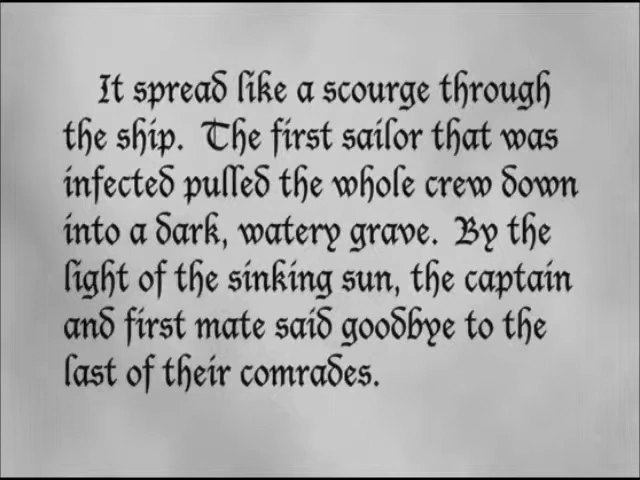 It spread like a scourge through
the ship. The first sailor that was
infected pulled the whole crew down
into a dark, watery grave. By the
light of the sinking sun, the captain
and first mate said goodbye to the
last of their comrades.